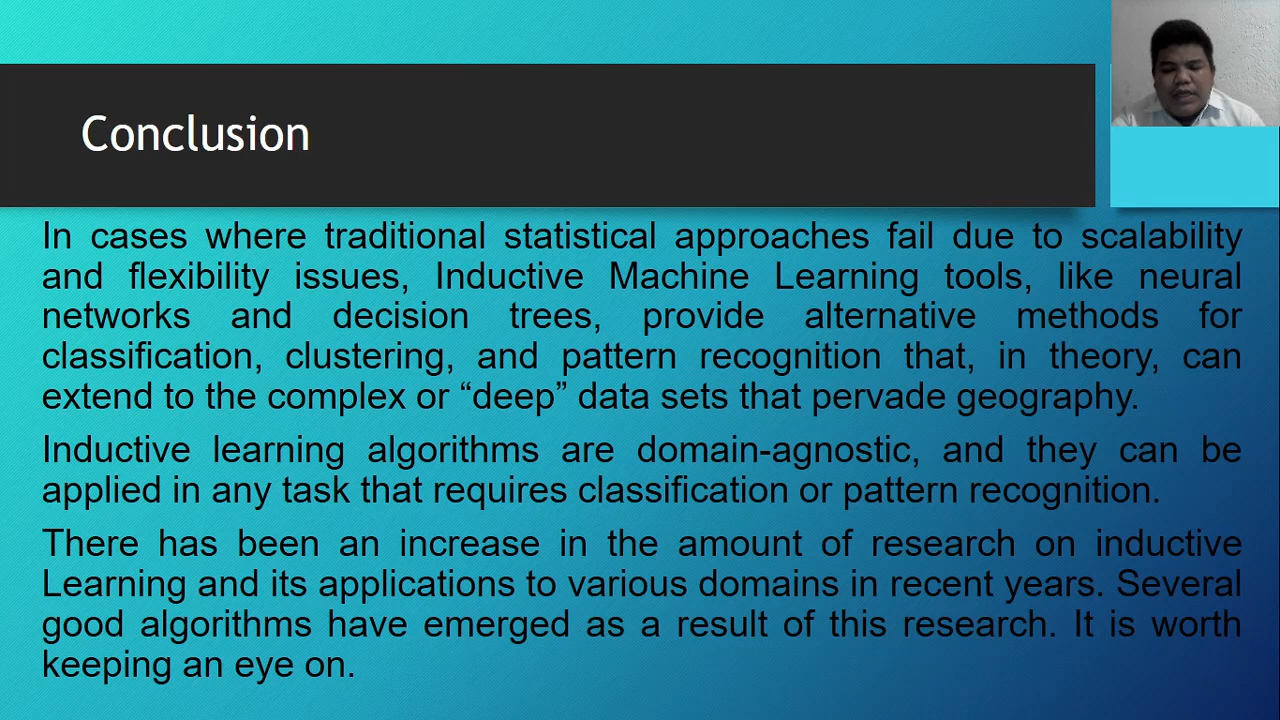 Conclusion
In cases where traditional statistical approaches fail due to scalability
and flexibility issues, Inductive Machine Learning tools, like neural
networks and decision trees, provide alternative methods for
classification, clustering, and pattern recognition that, in theory, can
extend to the complex or “deep” data sets that pervade geography.
Inductive learning algorithms are domain-agnostic, and they can be
applied in any task that requires classification or pattern recognition.
There has been an increase in the amount of research on inductive
Learning and its applications to various domains in recent years. Several
good algorithms have emerged as a result of this research. It is worth
keeping an eye on.